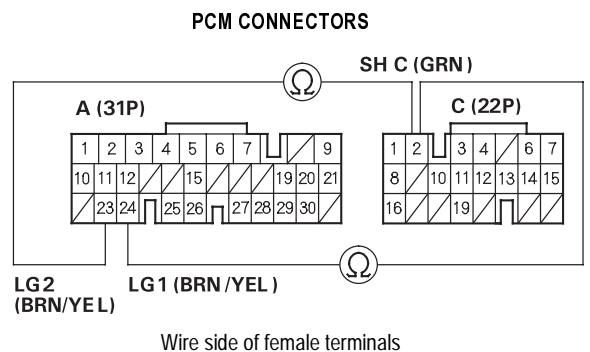 PCM CONNECTORS
SH C (GRN)
Ω
A (31P)
C (22P)
1 2 3 4 5 6 7 9
1 2 3 4 6 7
10 11 12 15 19 20 21
8 10 11 12 13 14 15
23 24 25 26 27 28 29 30
16 19
Ω
LG2
(BRN/YEL)
LG1 (BRN/YEL)
Wire side of female terminals